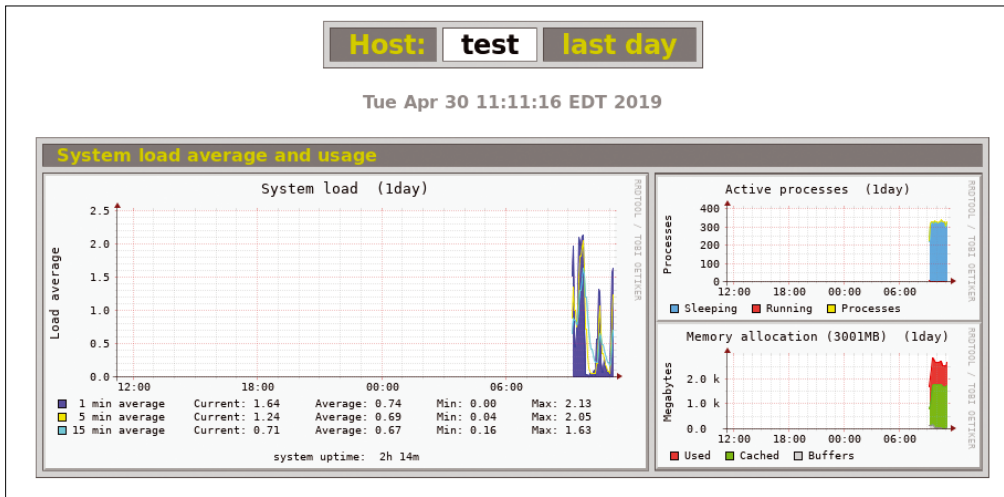 Host: test last day
Tue Apr 30 11:11:16 EDT 2019
System load average and usage
System load (1day)
RRDTOOL / TOBI OETIKER
Load average
2.5
2.0
1.5
1.0
0.5
0.0
12:00 18:00 00:00 06:00
1 min average Current: 1.64 Average: 0.74 Min: 0.00 Max: 2.13
5 min average Current: 1.24 Average: 0.69 Min: 0.04 Max: 2.05
15 min average Current: 0.71 Average: 0.67 Min: 0.16 Max: 1.63
system uptime: 2h 14m
Active processes (1day)
RRDTOOL / TOBI OETIKER
Processes
400
300
200
100
0
12:00 18:00 00:00 06:00
Sleeping Running Processes
Memory allocation (3001MB) (1day)
RRDTOOL / TOBI OETIKER
Megabytes
2.0 k
1.0 k
0.0
12:00 18:00 00:00 06:00
Used Cached Buffers